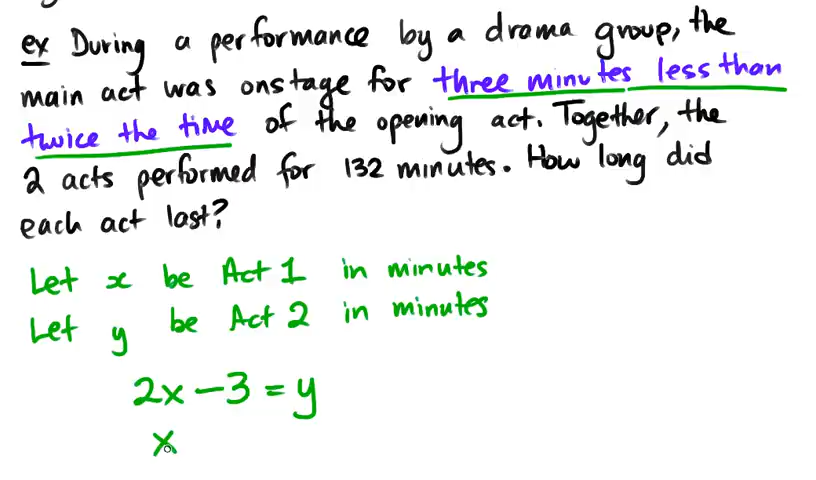 ex During a performance by a drama group, the
main act was onstage for three minutes less than
twice the time of the opening act. Together, the
2 acts performed for 132 minutes. How long did
each act last?
Let x be Act 1 in minutes
Let y be Act 2 in minutes
2x - 3 = y
x